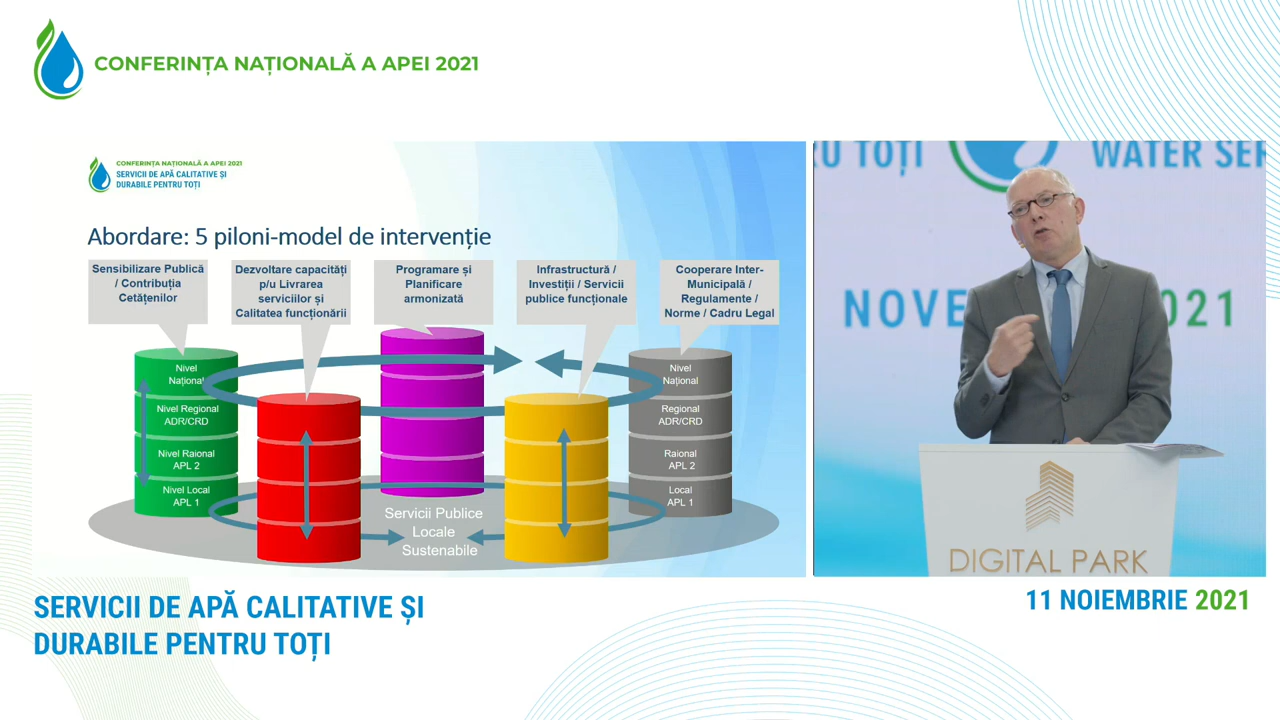 CONFERINȚA NAȚIONALĂ A APEI 2021
CONFERINȚA NAȚIONALĂ A APEI 2021
SERVICII DE APĂ CALITATIVE ȘI
DURABILE PENTRU TOȚI
Abordare: 5 piloni-model de intervenție
Sensibilizare Publică
/ Contribuția
Cetățenilor
Dezvoltare capacități
p/u Livrarea
serviciilor și
Calitatea funcționării
Programare și
Planificare
armonizată
Infrastructură /
Investiții / Servicii
publice funcționale
Cooperare Inter-
Municipală /
Regulamente /
Norme / Cadru Legal
Nivel
Național
Nivel Regional
ADR/CRD
Nivel Raional
APL 2
Nivel Local
APL 1
Nivel
Național
Regional
ADR/CRD
Raional
APL 2
Local
APL 1
Servicii Publice
Locale
Sustenabile
RU TOȚI
WATER SER
NOVE 021
DIGITAL PARK
SERVICII DE APĂ CALITATIVE ȘI
DURABILE PENTRU TOȚI
11 NOIEMBRIE 2021